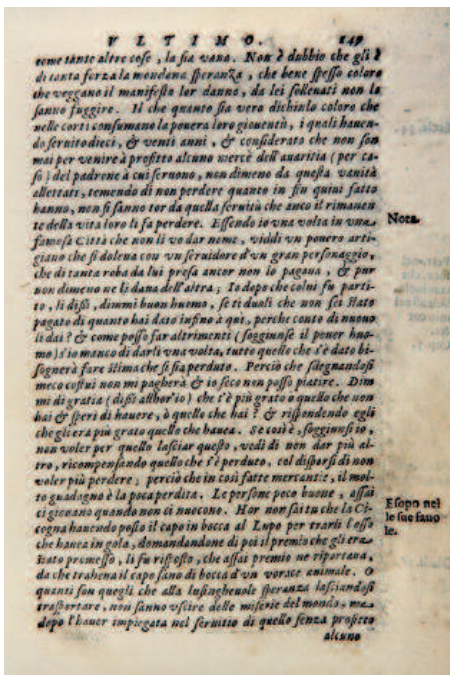 VLTIMO. 149
come tante altre cose, la sia vana. Non è dubbio che gli è
di tanta forza la mondana speranza, che bene spesso coloro
che veggano il manifesto lor danno, da lei sollenati non lo
sanno fuggire. Il che quanto sia vero dichinlo coloro che
nelle corti consumano la pouera loro giouentù, i quali hauen-
do seruito dieci, & venti anni, & considerato che non son
mai per venire à profitto alcuno mercè dell'auaritia (per ca-
so) del padrone à cui seruono, non dimeno da questa vanità
allettati, temendo di non perdere quanto in fin quiui fatto
hanno, non si sanno tor da quella seruitù che anco il rimanen
te della vita loro li fa perdere. Essendo io vna volta in vna
famosa Città che non li vo dar nome, viddi vn pouero arti-
giano che si dolena con vn seruidore d'vn gran personaggio,
che di tanta roba da lui presa ancor non lo pagaua, & pur
non dimeno ne li daua dell'altra; Io dopo che colui fu parti-
to, li dißi, dimmi buon huomo, se ti duali che non sei stato
pagato di quanto hai dato infino à qui, perche conto di nuouo
li dai? & come posso far altrimenti (soggiunse il pouer huo-
mo) s'io manco di darli vna volta, tutto quello che s'è dato bi-
sognerà fare stima che si sia perduto. Perciò che sdegnandosi
meco costui non mi pagherà & io seco non posso piatire. Dim
mi di gratia (dißi allhor'io) che t'è più grato o quello che non
hai & speri di hauere, ò quello che hai? & rispondendo egli
che gli era più grato quello che hauea. Se così è, soggiunsi io,
non voler per quello lasciar questo, vedi di non dar più al-
tro, ricompensando quello che t'è perduto, col disporsi di non
voler più perdere; perciò che in così fatte mercantie, il mol-
to guadagno è la poca perdita. Le persone poco buone, assai
ci giouano quando non ci nuocono. Hor non sai tu che la Ci-
cogna hauendo posto il capo in bocca al Lupo per trarli l'osso
che hauea in gola, domandandone di poi il premio che gli era
stato promesso, li fu risposto, che assai premio ne riportaua,
da che trahena il capo sano di bocca d'vn vorace animale. O
quanti son quegli che alla lusingheuole speranza lasciandosi
trasportare, non sanno vscire delle miserie del mondo, ma
dopo l'hauer impiegata nel seruitio di quello senza profitto
alcuno
Nota.
Esopo nel
le sue fauo
le.